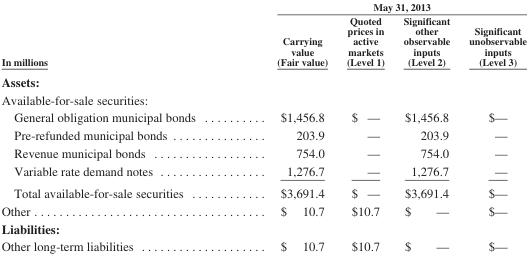 May 31, 2013
In millions Carrying value (Fair value) Quoted prices in active markets (Level 1) Significant other observable inputs (Level 2) Significant unobservable inputs (Level 3)
Assets:
Available-for-sale securities:
General obligation municipal bonds .......... $1,456.8 $ — $1,456.8 $—
Pre-refunded municipal bonds .............. 203.9 — 203.9 —
Revenue municipal bonds ................. 754.0 — 754.0 —
Variable rate demand notes ................ 1,276.7 — 1,276.7 —
Total available-for-sale securities ........... $3,691.4 $ — $3,691.4 $—
Other .................................. $ 10.7 $10.7 $ — $—
Liabilities:
Other long-term liabilities .................. $ 10.7 $10.7 $ — $—